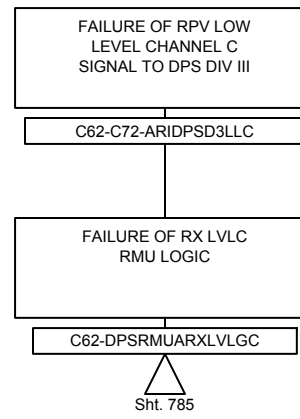 FAILURE OF RPV LOW
LEVEL CHANNEL C
SIGNAL TO DPS DIV III
C62-C72-ARIDPSD3LLC
FAILURE OF RX LVLC
RMU LOGIC
C62-DPSRMUARXLVLGC
Sht. 785